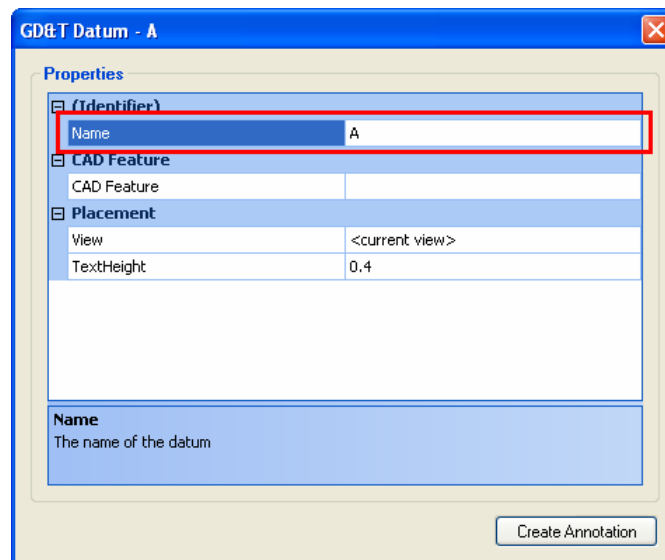 GD&T Datum - A
Properties
(Identifier)
Name A
CAD Feature
CAD Feature
Placement
View <current view>
TextHeight 0.4
Name
The name of the datum
Create Annotation